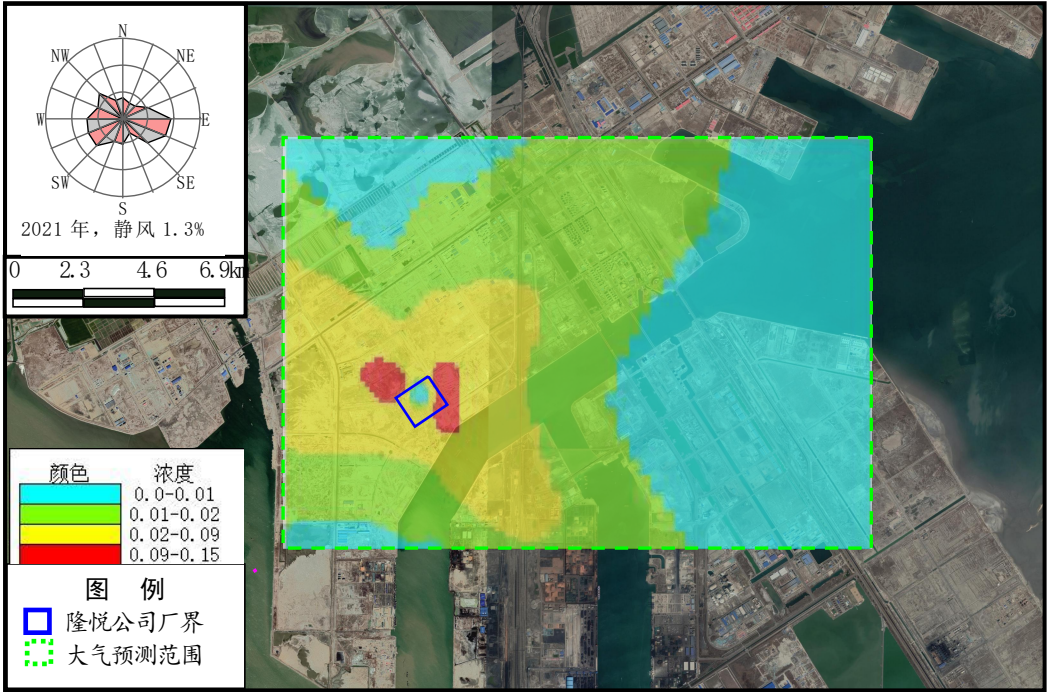 N
NW
NE
W
E
SW
SE
S
2021 年，静风 1.3%
0 2.3 4.6 6.9km
颜色 浓度
0.0-0.01
0.01-0.02
0.02-0.09
0.09-0.15
图 例
隆悦公司厂界
大气预测范围